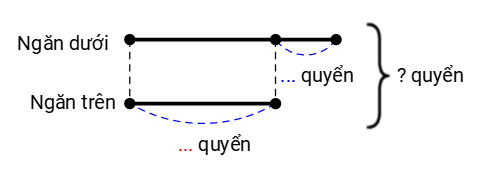 Ngăn dưới
... quyển
? quyển
Ngăn trên
... quyển